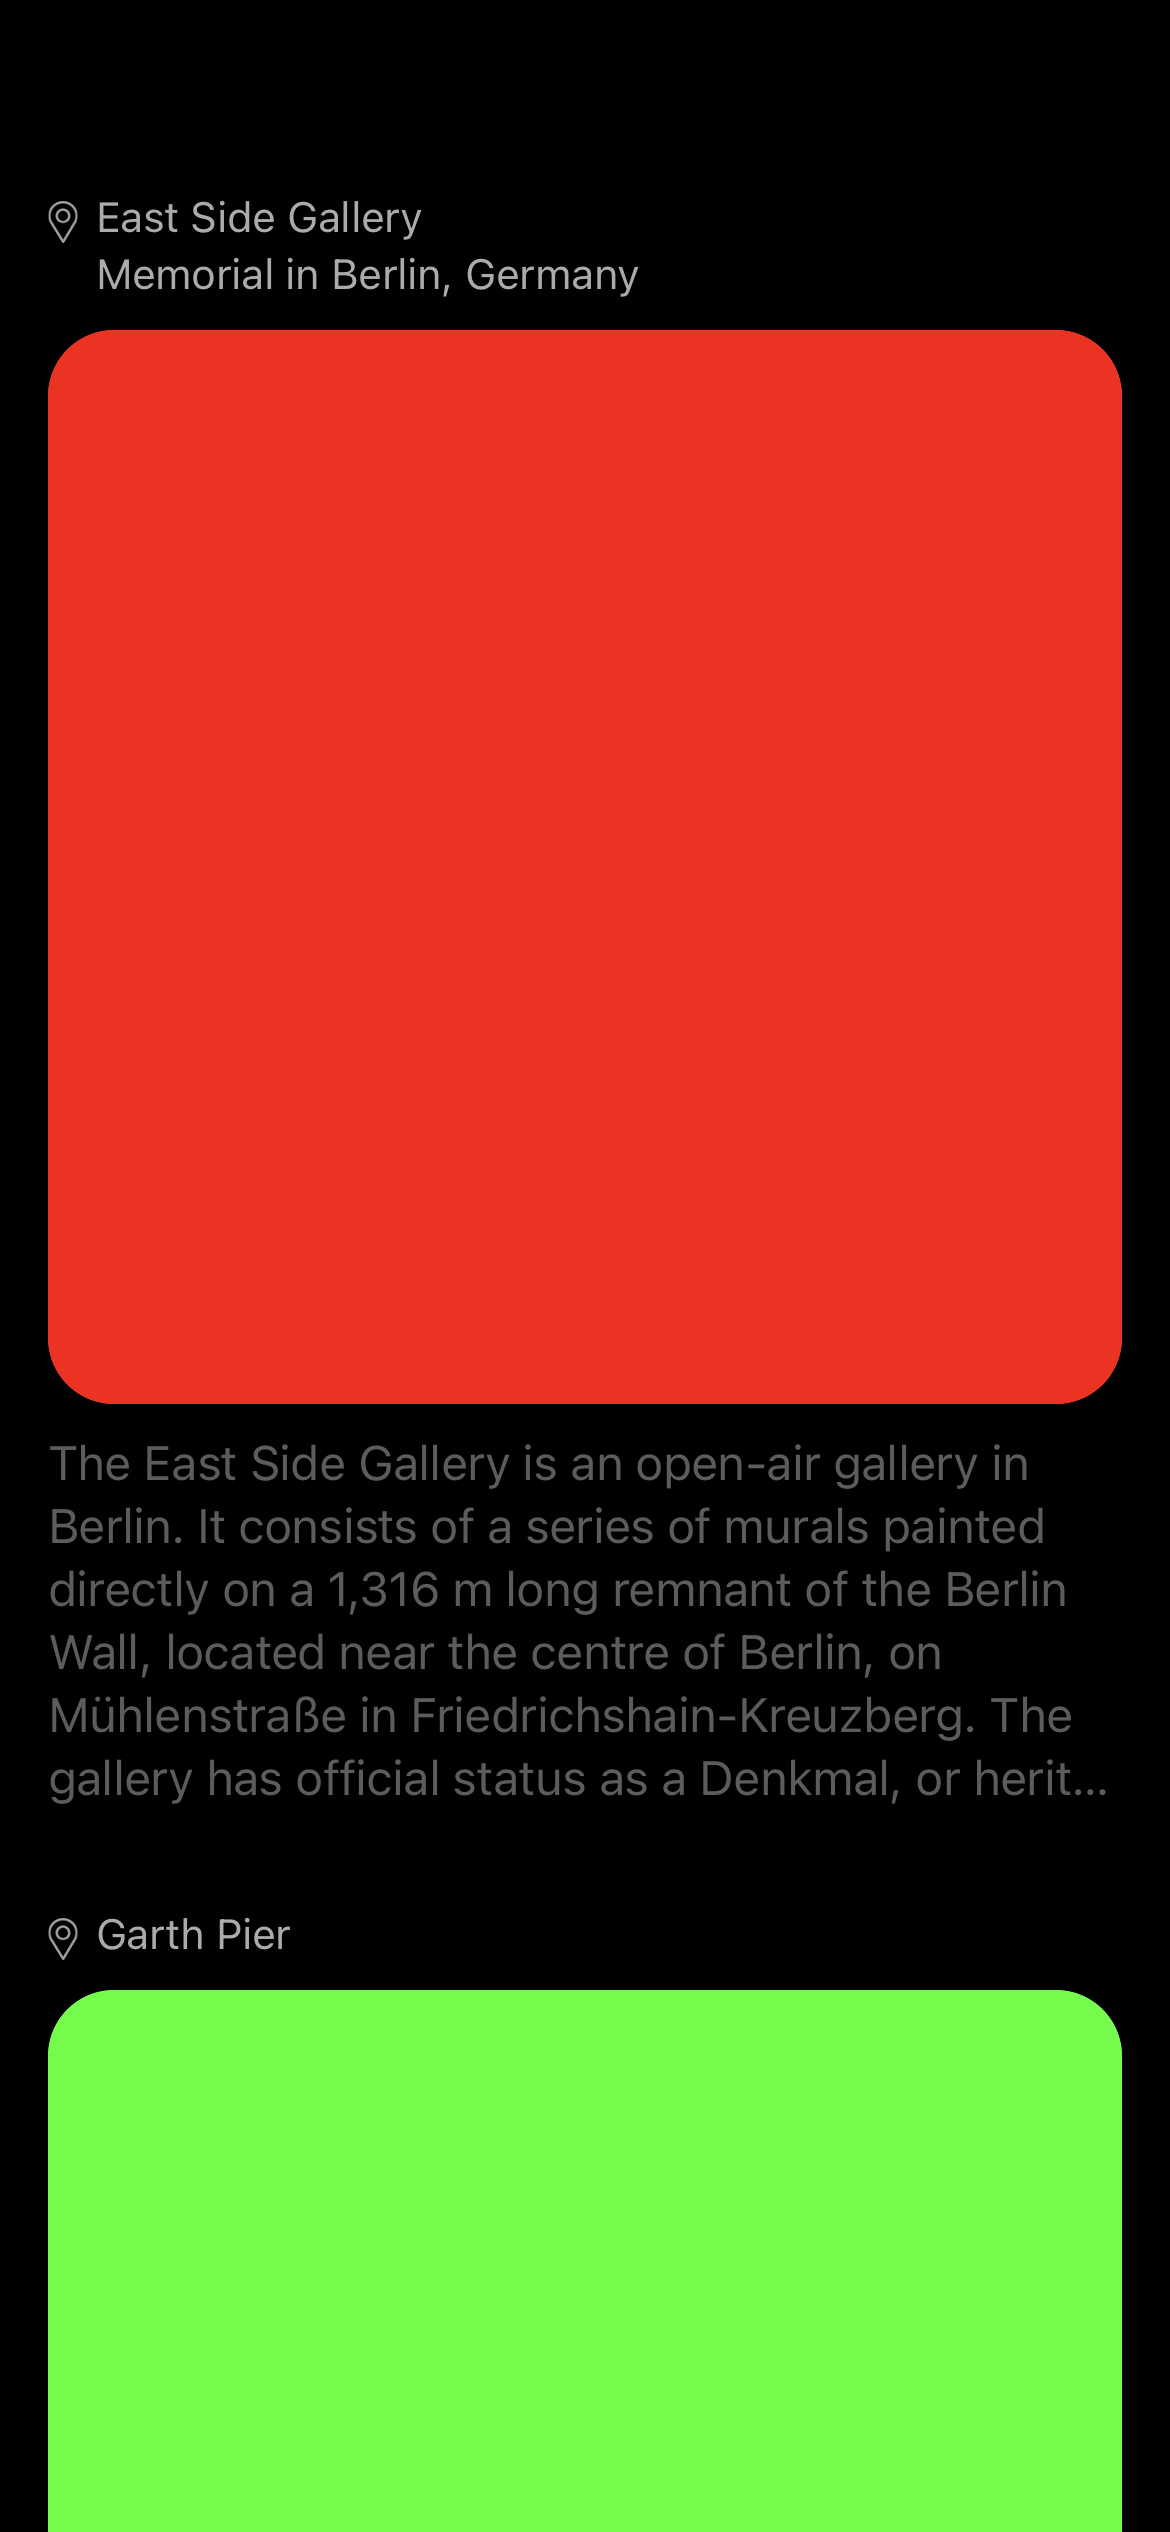 East Side Gallery
Memorial in Berlin, Germany
The East Side Gallery is an open-air gallery in
Berlin. It consists of a series of murals painted
directly on a 1,316 m long remnant of the Berlin
Wall, located near the centre of Berlin, on
Mühlenstraße in Friedrichshain-Kreuzberg. The
gallery has official status as a Denkmal, or herit...
Garth Pier